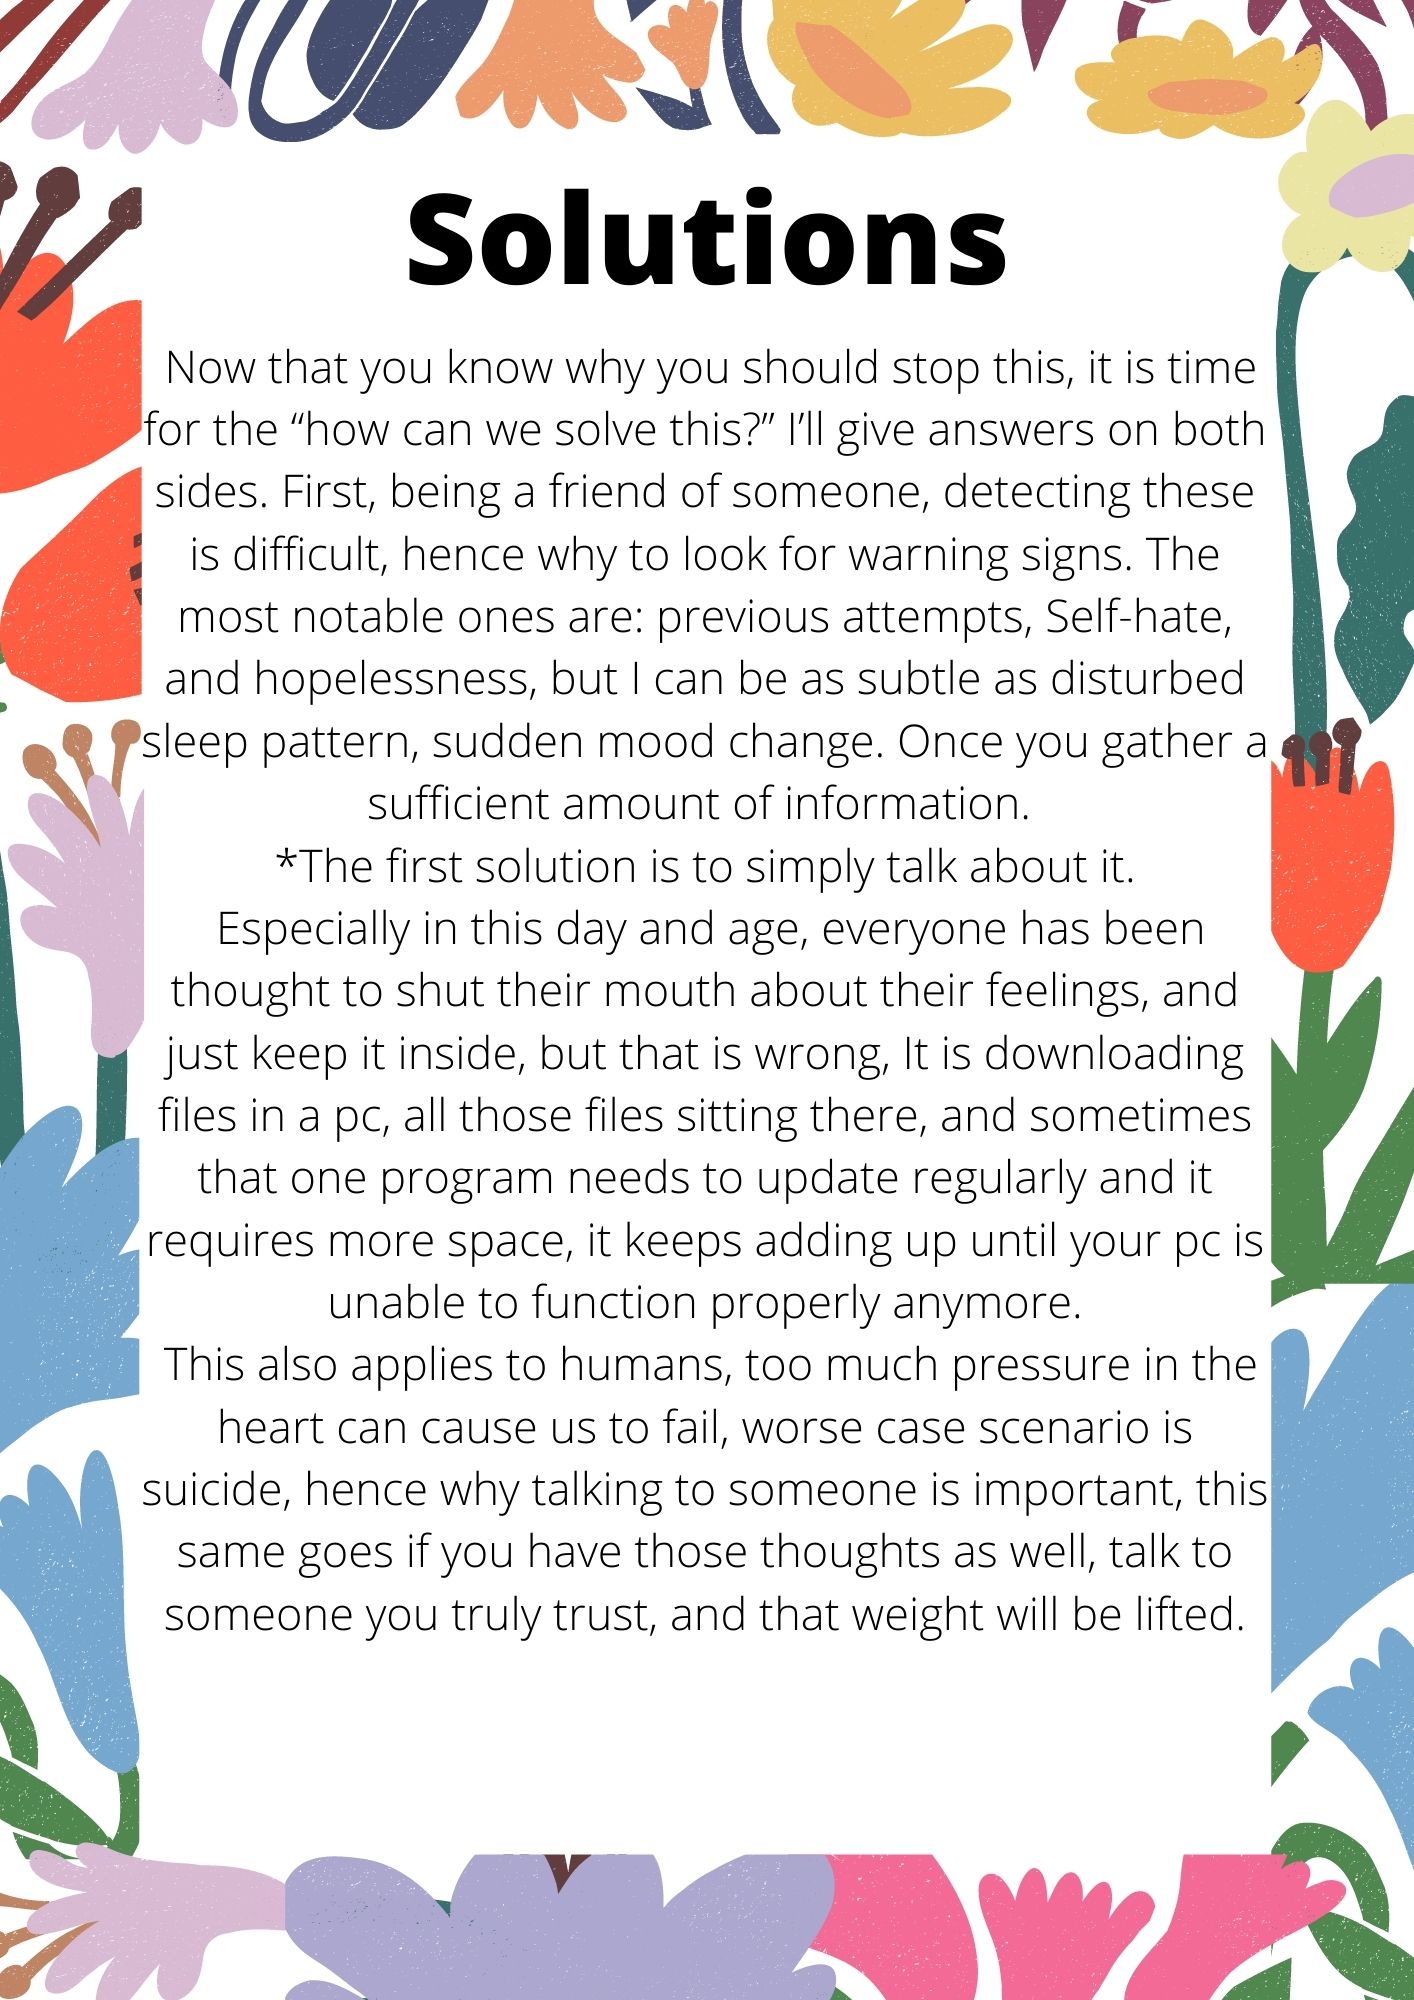 Solutions
Now that you know why you should stop this, it is time
for the “how can we solve this?” I’ll give answers on both
sides. First, being a friend of someone, detecting these
is difficult, hence why to look for warning signs. The
most notable ones are: previous attempts, Self-hate,
and hopelessness, but I can be as subtle as disturbed
sleep pattern, sudden mood change. Once you gather a
sufficient amount of information.
*The first solution is to simply talk about it.
Especially in this day and age, everyone has been
thought to shut their mouth about their feelings, and
just keep it inside, but that is wrong, It is downloading
files in a pc, all those files sitting there, and sometimes
that one program needs to update regularly and it
requires more space, it keeps adding up until your pc is
unable to function properly anymore.
This also applies to humans, too much pressure in the
heart can cause us to fail, worse case scenario is
suicide, hence why talking to someone is important, this
same goes if you have those thoughts as well, talk to
someone you truly trust, and that weight will be lifted.